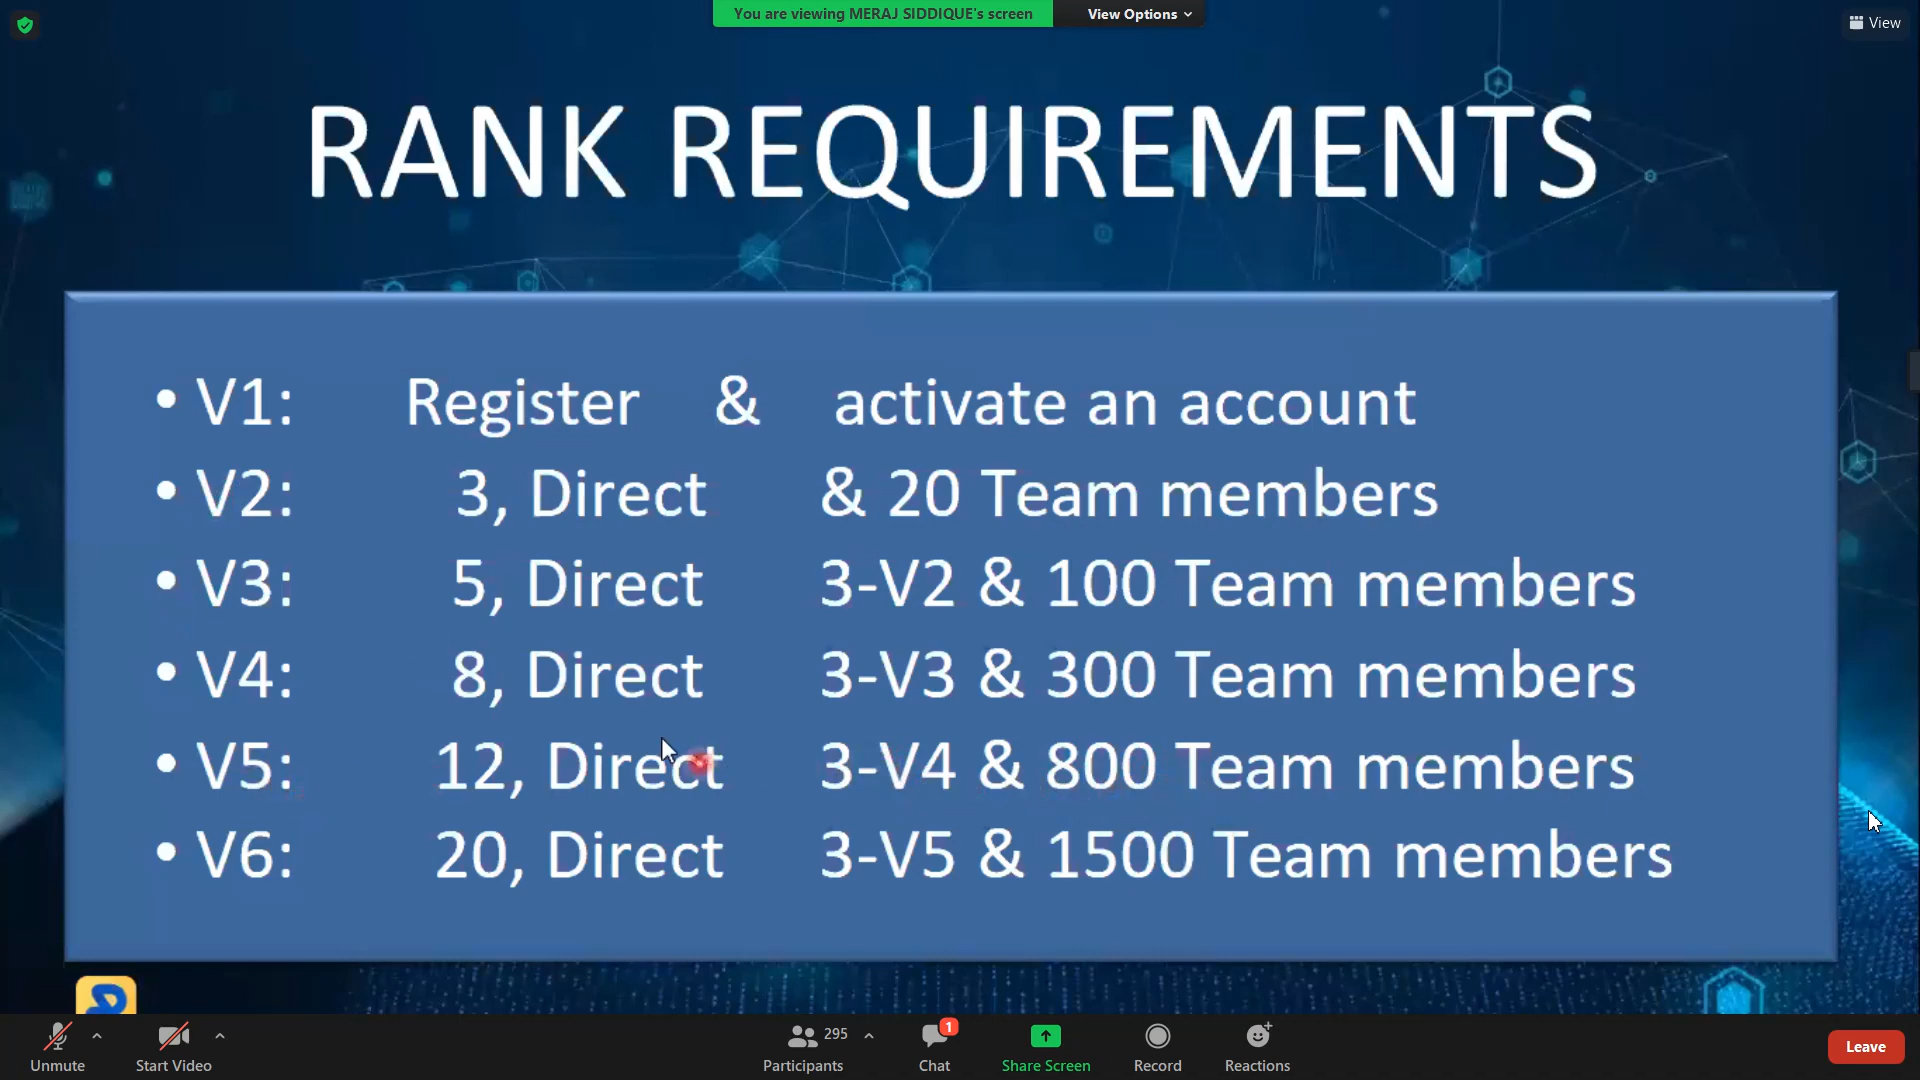 You are viewing MERAJ SIDDIQUE's screen View Options
View
RANK REQUIREMENTS
• V1: Register & activate an account
• V2: 3, Direct & 20 Team members
• V3: 5, Direct 3-V2 & 100 Team members
• V4: 8, Direct 3-V3 & 300 Team members
• V5: 12, Direct 3-V4 & 800 Team members
• V6: 20, Direct 3-V5 & 1500 Team members
295
1
Unmute Start Video Participants Chat Share Screen Record Reactions Leave